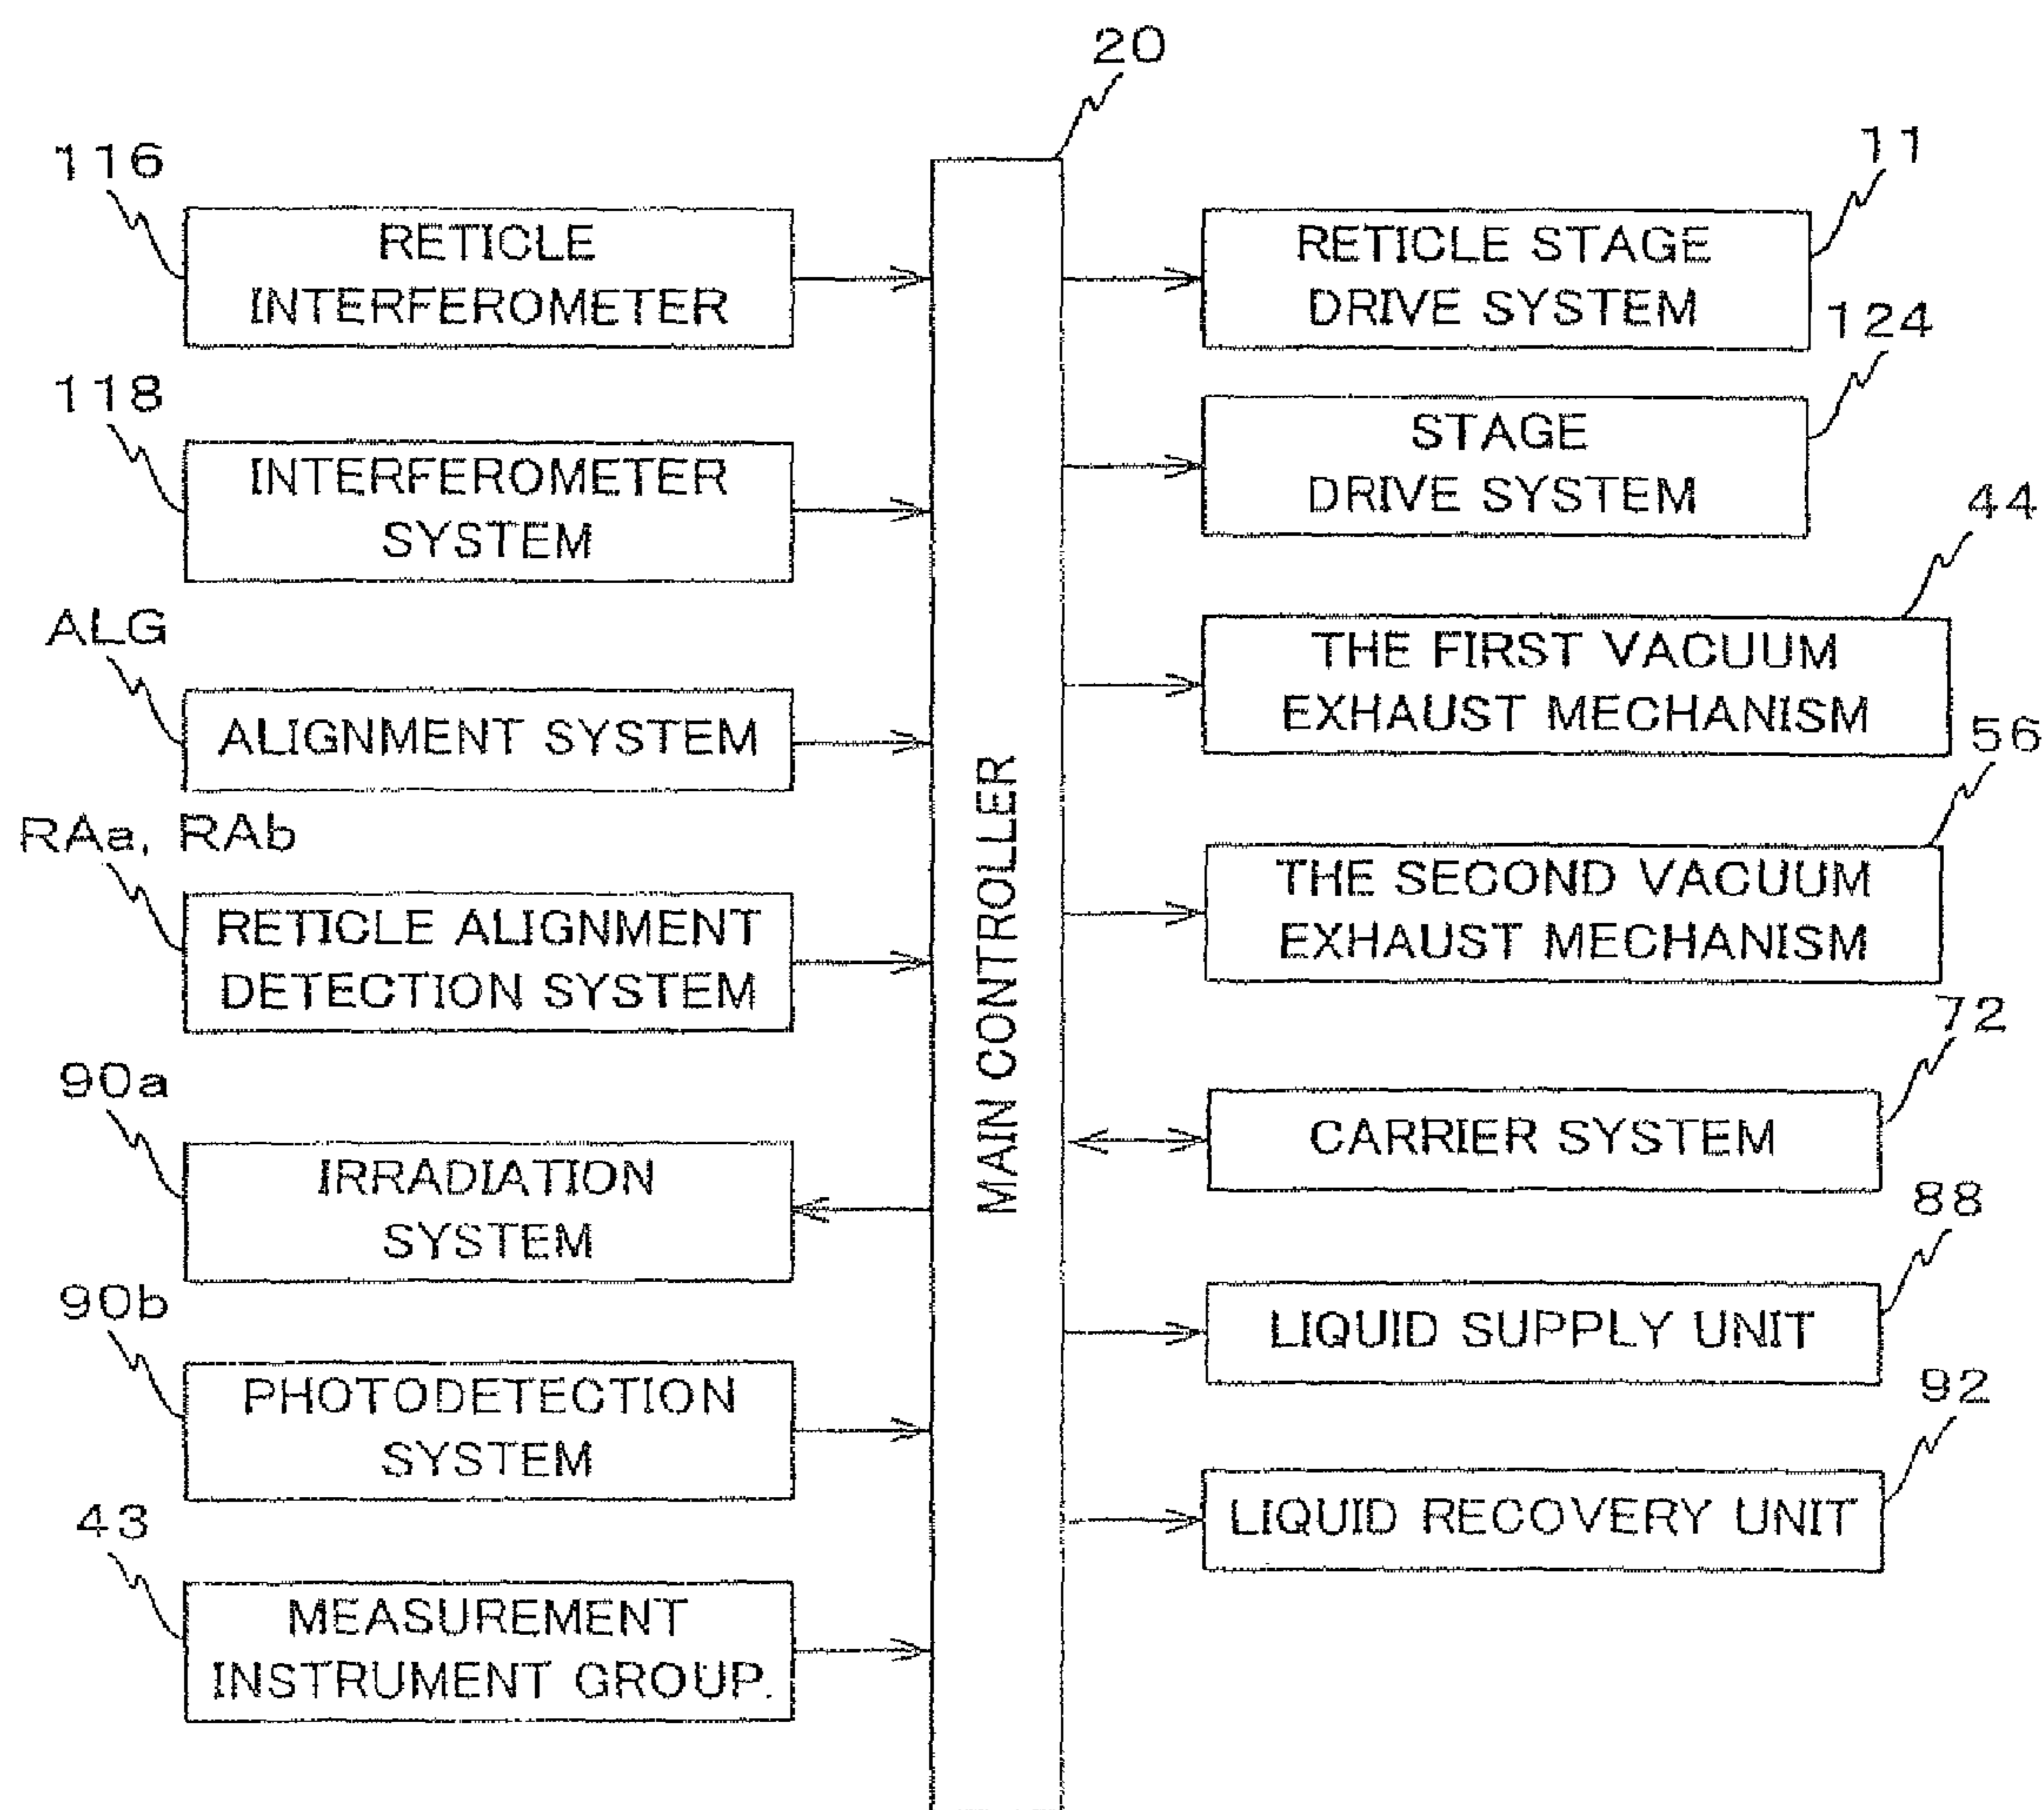 20
116
RETICLE
INTERFEROMETER
118
INTERFEROMETER
SYSTEM
ALG
ALIGNMENT SYSTEM
RAa, RAb
RETICLE ALIGNMENT
DETECTION SYSTEM
90a
IRRADIATION
SYSTEM
90b
PHOTODETECTION
SYSTEM
43
MEASUREMENT
INSTRUMENT GROUP.
MAIN CONTROLLER
11
RETICLE STAGE
DRIVE SYSTEM
124
STAGE
DRIVE SYSTEM
44
THE FIRST VACUUM
EXHAUST MECHANISM
56
THE SECOND VACUUM
EXHAUST MECHANISM
72
CARRIER SYSTEM
88
LIQUID SUPPLY UNIT
92
LIQUID RECOVERY UNIT